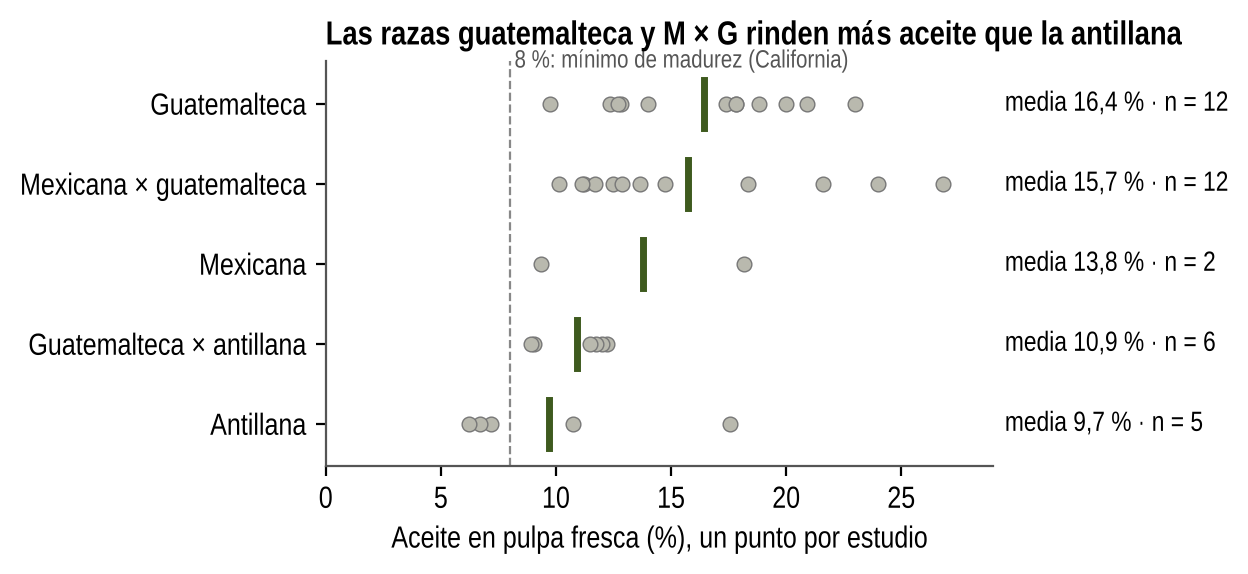 Las razas guatemalteca y M × G rinden más aceite que la antillana
8 %: mínimo de madurez (California)
Guatemalteca
media 16,4 % · n = 12
Mexicana × guatemalteca
media 15,7 % · n = 12
Mexicana
media 13,8 % · n = 2
Guatemalteca × antillana
media 10,9 % · n = 6
Antillana
media 9,7 % · n = 5
0 5 10 15 20 25
Aceite en pulpa fresca (%), un punto por estudio